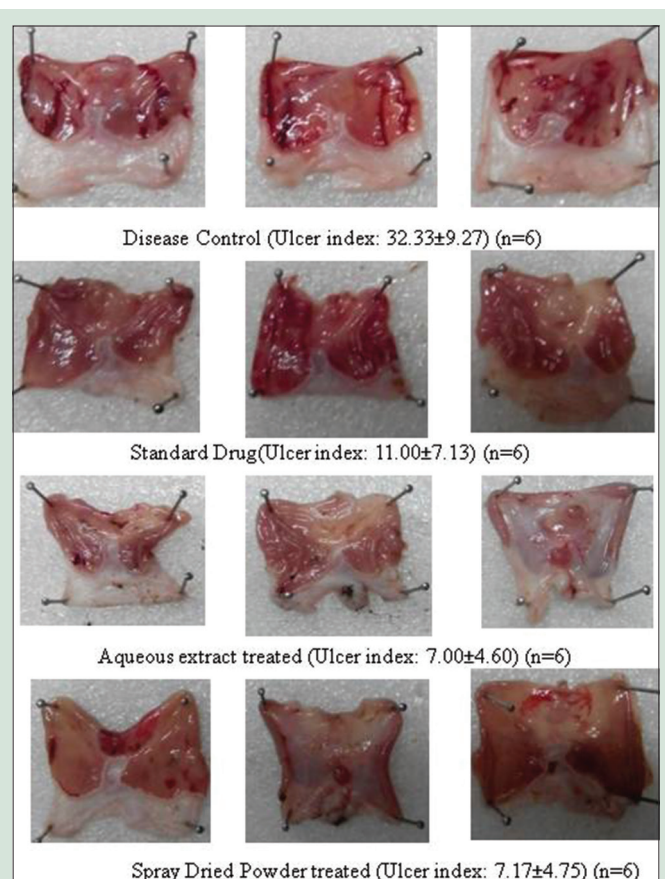 Disease Control (Ulcer index: 32.33±9.27) (n=6)
Standard Drug(Ulcer index: 11.00±7.13) (n=6)
Aqueous extract treated (Ulcer index: 7.00±4.60) (n=6)
Spray Dried Powder treated (Ulcer index: 7.17±4.75) (n=6)